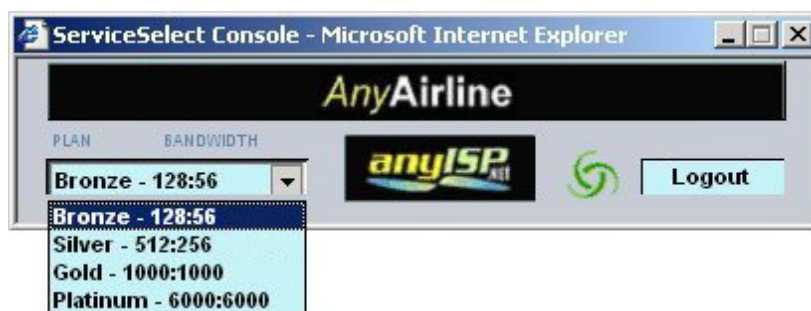 ServiceSelect Console - Microsoft Internet Explorer
AnyAirline
PLAN BANDWIDTH
Bronze - 128:56
anyISP.NET
Logout
Bronze - 128:56
Silver - 512:256
Gold - 1000:1000
Platinum - 6000:6000